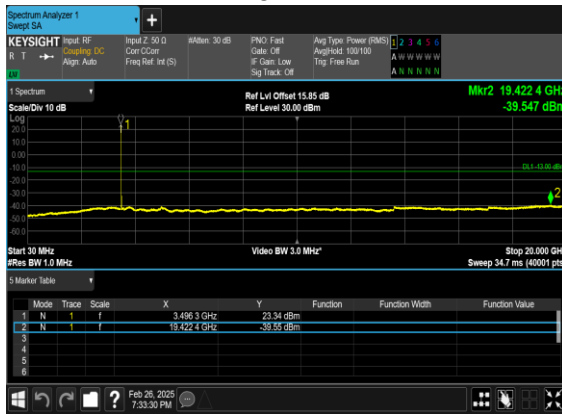 Spectrum Analyzer 1
Swept SA
+
KEYSIGHT Input: RF Input Z: 50 Ω #Atten: 30 dB PNO: Fast Avg Type: Power (RMS) 1 2 3 4 5 6
R T Coupling: DC Corr CCorr Gate: Off Avg|Hold: 100/100 A W W W W W
Align: Auto Freq Ref: Int (S) IF Gain: Low Trig: Free Run
Sig Track: Off A N N N N N
1 Spectrum
Ref Lvl Offset 15.85 dB Mkr2 19.422 4 GHz
Scale/Div 10 dB Ref Level 30.00 dBm -39.547 dBm
Log
20.0
10.0
0.00
-10.0
-20.0
-30.0
-40.0
-50.0
-60.0
1
DL1 -13.00 dBm
2
Start 30 MHz Video BW 3.0 MHz* Stop 20.000 GHz
#Res BW 1.0 MHz Sweep 34.7 ms (40001 pts)
5 Marker Table
Mode Trace Scale X Y Function Function Width Function Value
1 N 1 f 3.496 3 GHz 23.34 dBm
2 N 1 f 19.422 4 GHz -39.55 dBm
3
4
5
6
? Feb 26, 2025
7:33:30 PM